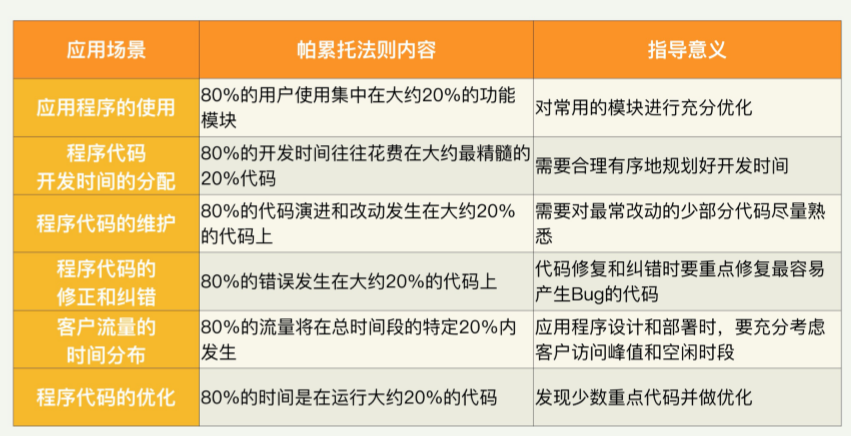 应用场景
帕累托法则内容
指导意义
应用程序的使用
80%的用户使用集中在大约20%的功能
模块
对常用的模块进行充分优化
程序代码
开发时间的分配
80%的开发时间往往花费在大约最精髓的
20%代码
需要合理有序地规划好开发时间
程序代码的维护
80%的代码演进和改动发生在大约20%
的代码上
需要对最常改动的少部分代码尽量熟
悉
程序代码的
修正和纠错
80%的错误发生在大约20%的代码上
代码修复和纠错时要重点修复最容易
产生Bug的代码
客户流量的
时间分布
80%的流量将在总时间段的特定20%内
发生
应用程序设计和部署时，要充分考虑
客户访问峰值和空闲时段
程序代码的优化
80%的时间是在运行大约20%的代码
发现少数重点代码并做优化